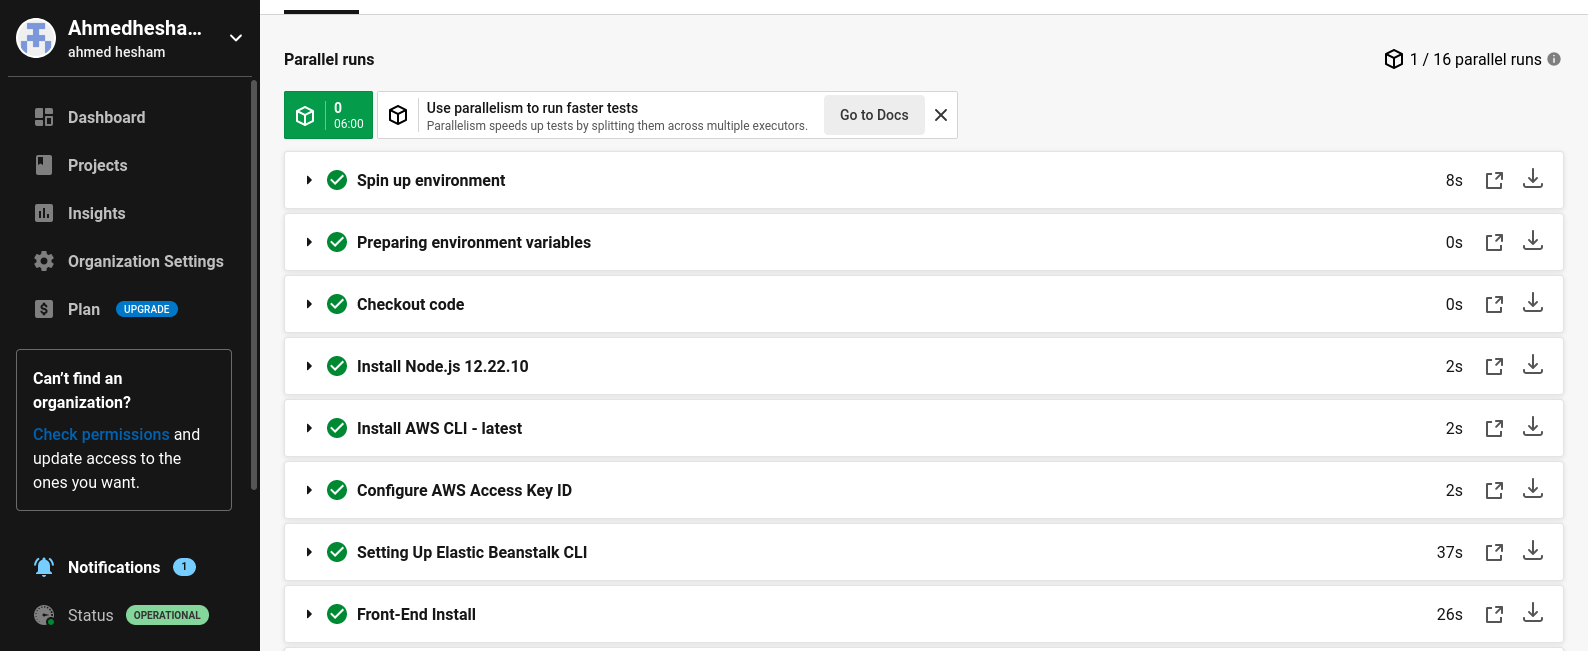 Ahmedhesha...
ahmed hesham
Dashboard
Projects
Insights
Organization Settings
Plan UPGRADE
Can't find an
organization?
Check permissions and
update access to the
ones you want.
Notifications 1
Status OPERATIONAL
Parallel runs
1 / 16 parallel runs
0
06:00
Use parallelism to run faster tests
Parallelism speeds up tests by splitting them across multiple executors.
Go to Docs
Spin up environment 8s
Preparing environment variables 0s
Checkout code 0s
Install Node.js 12.22.10 2s
Install AWS CLI - latest 2s
Configure AWS Access Key ID 2s
Setting Up Elastic Beanstalk CLI 37s
Front-End Install 26s